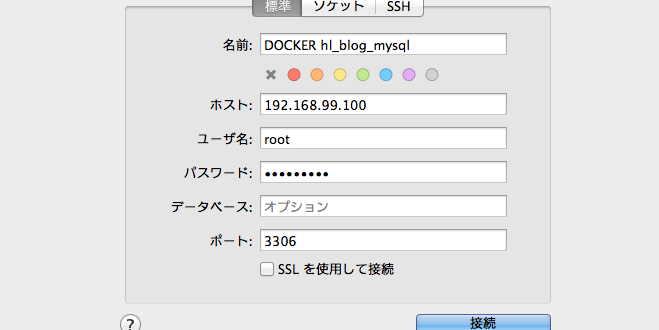 標準 ソケット SSH
名前: DOCKER hl_blog_mysql
ホスト: 192.168.99.100
ユーザ名: root
パスワード: •••••••••
データベース: オプション
ポート: 3306
SSL を使用して接続
? 接続